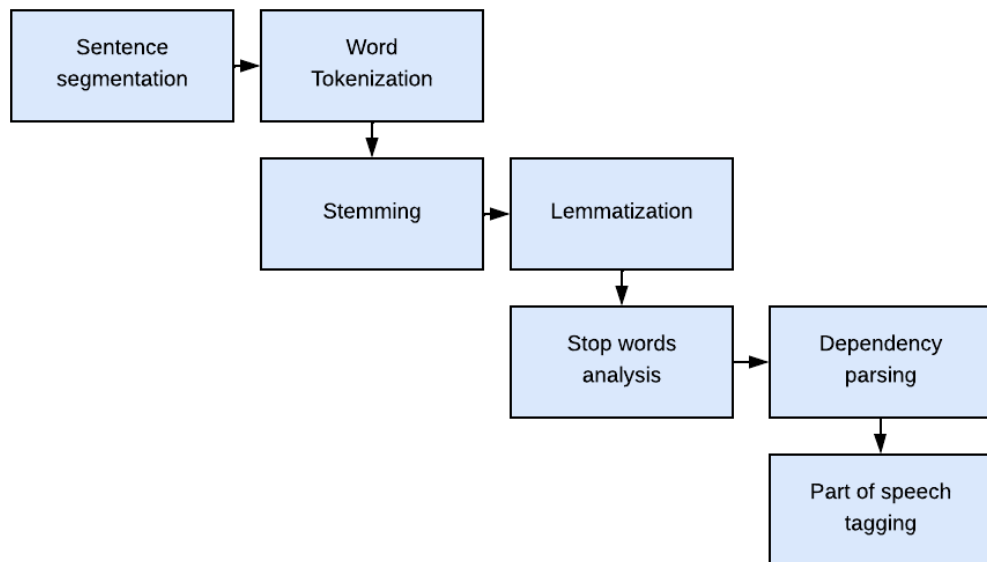 Sentence
segmentation
Word
Tokenization
Stemming
Lemmatization
Stop words
analysis
Dependency
parsing
Part of speech
tagging